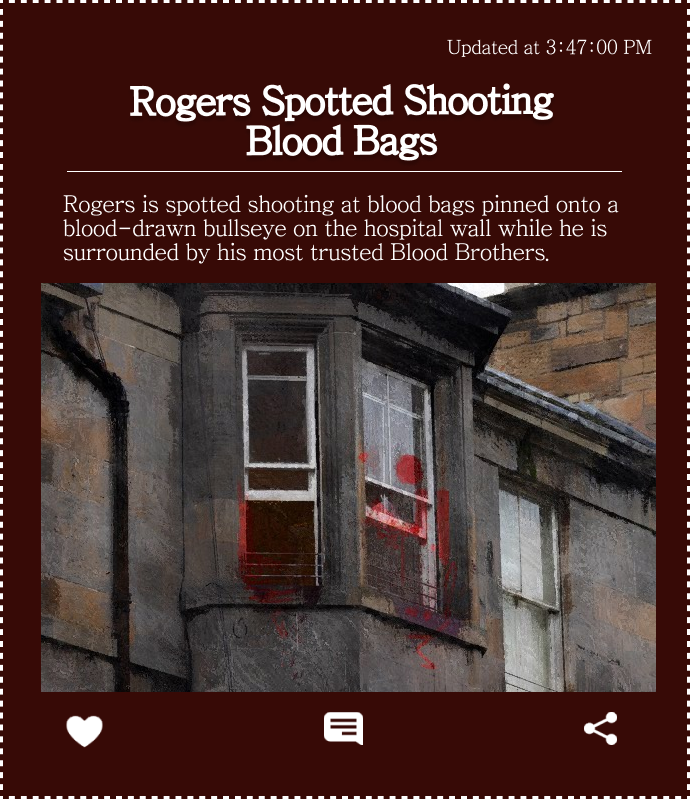 Updated at 3:47:00 PM
Rogers Spotted Shooting
Blood Bags
Rogers is spotted shooting at blood bags pinned onto a
blood-drawn bullseye on the hospital wall while he is
surrounded by his most trusted Blood Brothers.